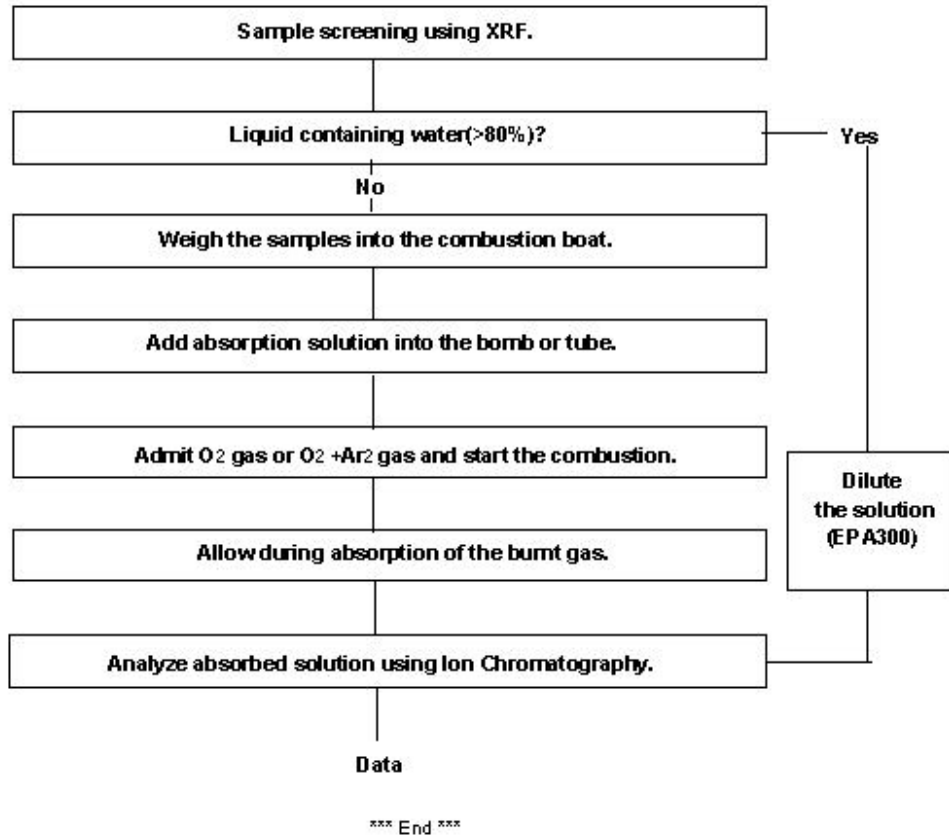 Sample screening using XRF.
Liquid containing water(>80%)?
Yes
No
Weigh the samples into the combustion boat.
Add absorption solution into the bomb or tube.
Admit O2 gas or O2 +Ar2 gas and start the combustion.
Dilute
the solution
(EPA300)
Allow during absorption of the burnt gas.
Analyze absorbed solution using Ion Chromatography.
Data
*** End ***